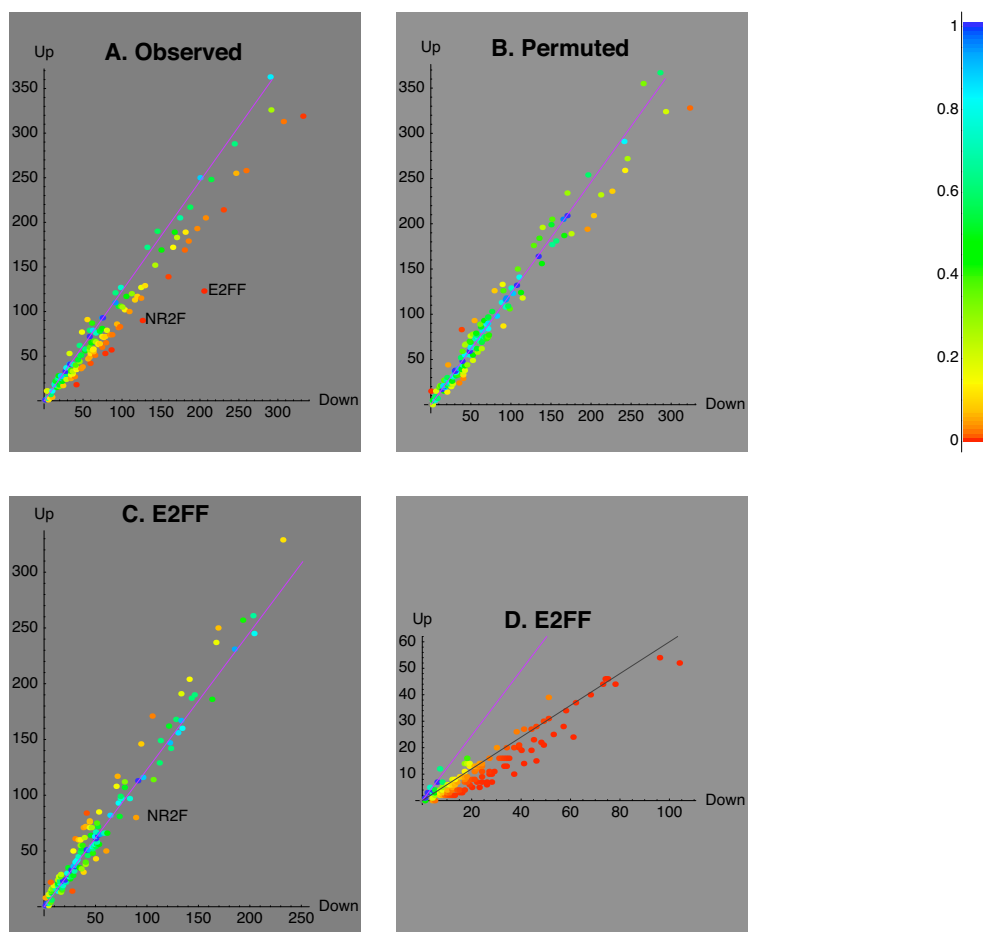 A. Observed
Up
350
300
250
200
150
100
50
E2FF
NR2F
50 100 150 200 250 300
Down
B. Permuted
Up
350
300
250
200
150
100
50
50 100 150 200 250 300
Down
1
0.8
0.6
0.4
0.2
0
C. E2FF
Up
300
250
200
150
100
50
NR2F
50 100 150 200 250
Down
D. E2FF
Up
60
50
40
30
20
10
20 40 60 80 100
Down